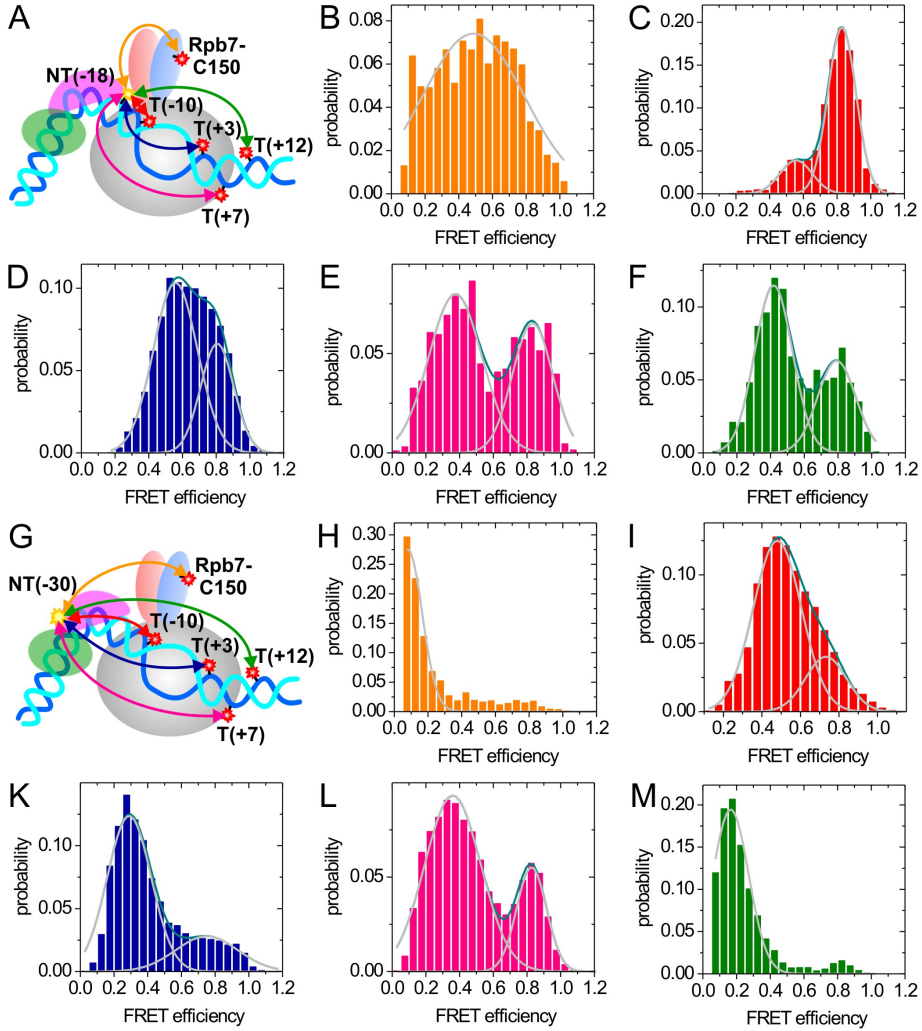 A
Rpb7-
C150
NT(-18)
T(-10)
T(+3)
T(+12)
T(+7)
B
probability
0.08
0.06
0.04
0.02
0.00
0.0 0.2 0.4 0.6 0.8 1.0 1.2
FRET efficiency
C
probability
0.20
0.15
0.10
0.05
0.00
0.0 0.2 0.4 0.6 0.8 1.0 1.2
FRET efficiency
D
probability
0.10
0.05
0.00
0.0 0.2 0.4 0.6 0.8 1.0 1.2
FRET efficiency
E
probability
0.05
0.00
0.0 0.2 0.4 0.6 0.8 1.0 1.2
FRET efficiency
F
probability
0.10
0.05
0.00
0.0 0.2 0.4 0.6 0.8 1.0 1.2
FRET efficiency
G
Rpb7-
C150
NT(-30)
T(-10)
T(+3)
T(+12)
T(+7)
H
probability
0.30
0.25
0.20
0.15
0.10
0.05
0.00
0.0 0.2 0.4 0.6 0.8 1.0 1.2
FRET efficiency
I
probability
0.10
0.05
0.00
0.2 0.4 0.6 0.8 1.0
FRET efficiency
K
probability
0.10
0.05
0.00
0.0 0.2 0.4 0.6 0.8 1.0 1.2
FRET efficiency
L
probability
0.05
0.00
0.0 0.2 0.4 0.6 0.8 1.0 1.2
FRET efficiency
M
probability
0.20
0.15
0.10
0.05
0.00
0.0 0.2 0.4 0.6 0.8 1.0 1.2
FRET efficiency